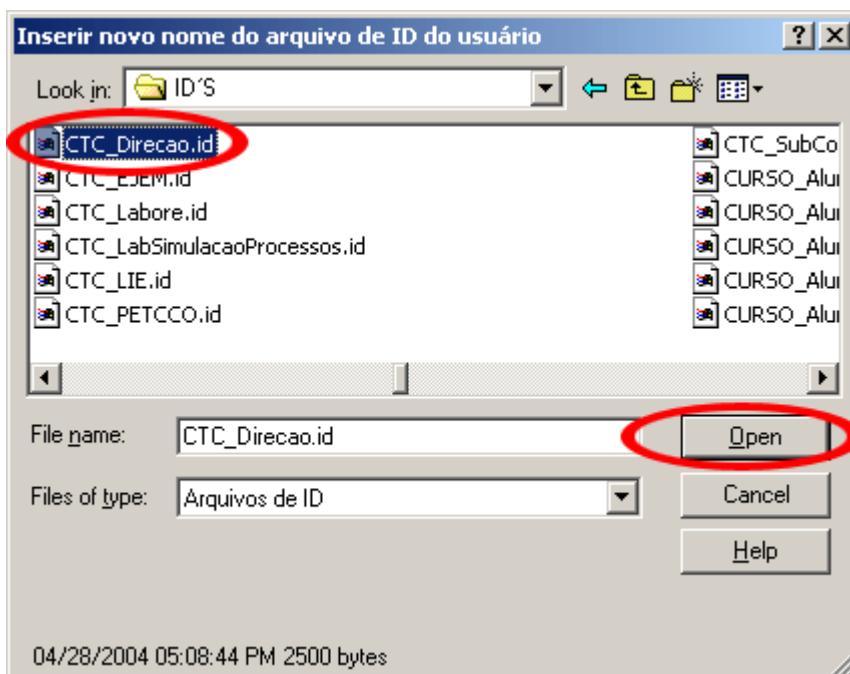 Inserir novo nome do arquivo de ID do usuário
Look in: ID´S
CTC_Direcao.id
CTC_EJEM.id
CTC_Labore.id
CTC_LabSimulacaoProcessos.id
CTC_LIE.id
CTC_PETCCO.id
CTC_SubCo
CURSO_Alu
CURSO_Alu
CURSO_Alu
CURSO_Alu
CURSO_Alu
File name: CTC_Direcao.id Open
Files of type: Arquivos de ID Cancel
Help
04/28/2004 05:08:44 PM 2500 bytes